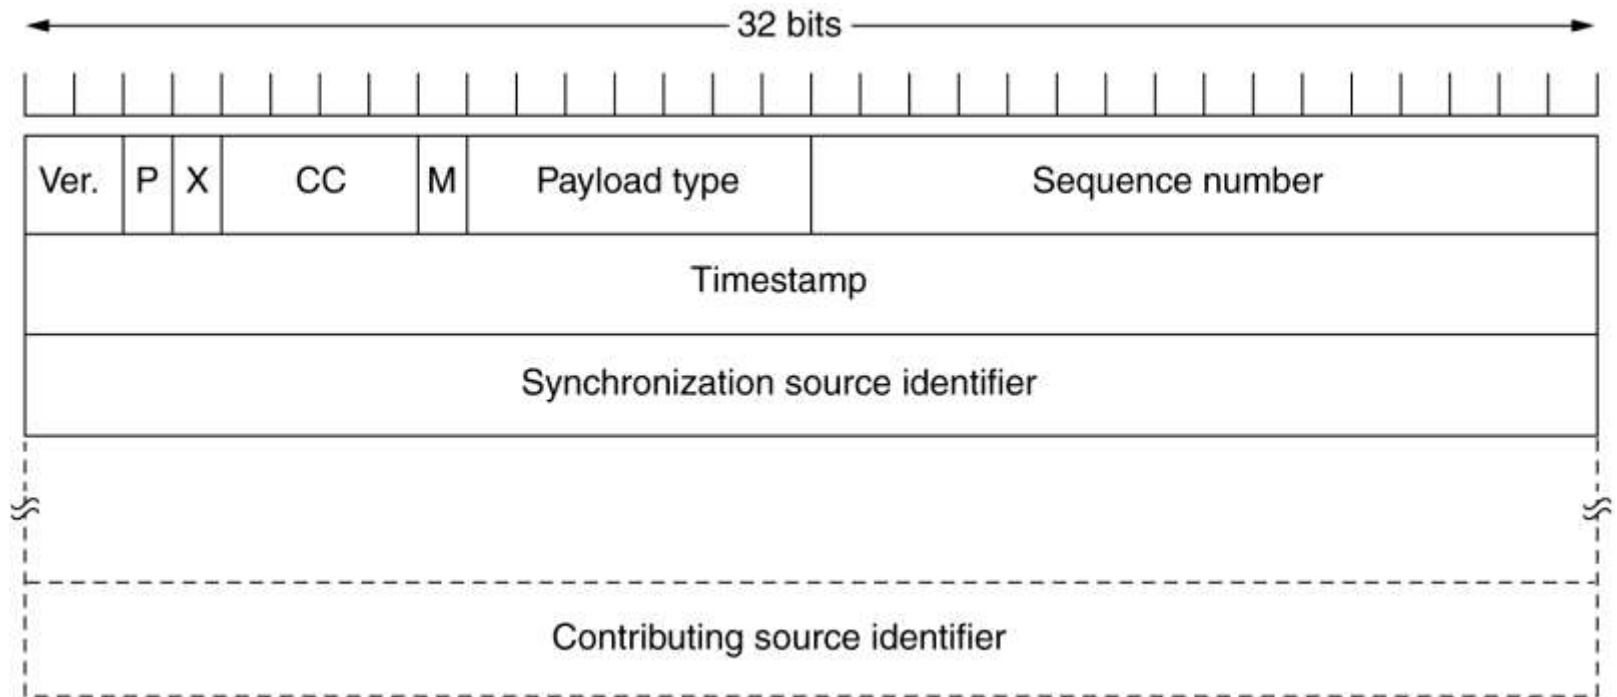 32 bits
Ver. P X CC M Payload type Sequence number
Timestamp
Synchronization source identifier
Contributing source identifier